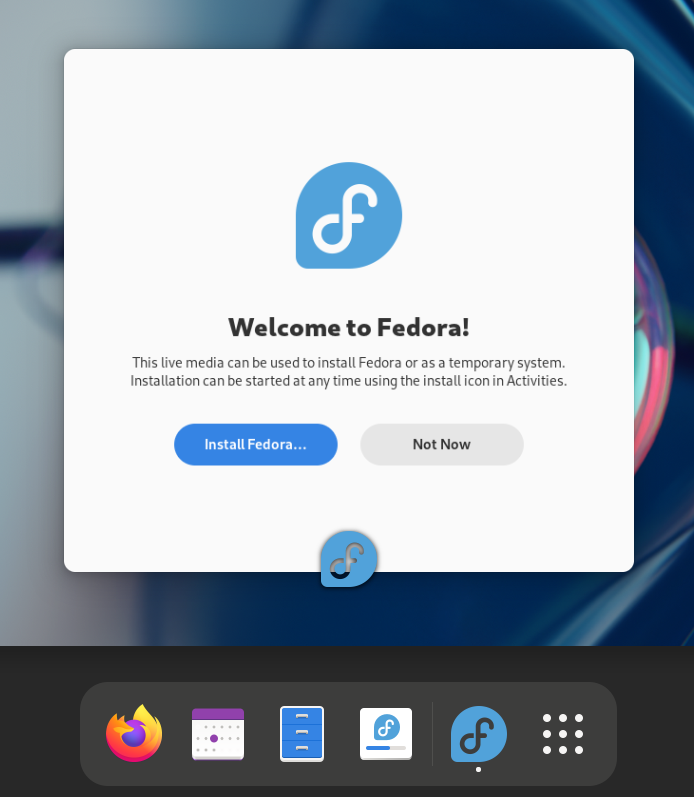 Welcome to Fedora!
This live media can be used to install Fedora or as a temporary system.
Installation can be started at any time using the install icon in Activities.
Install Fedora...
Not Now